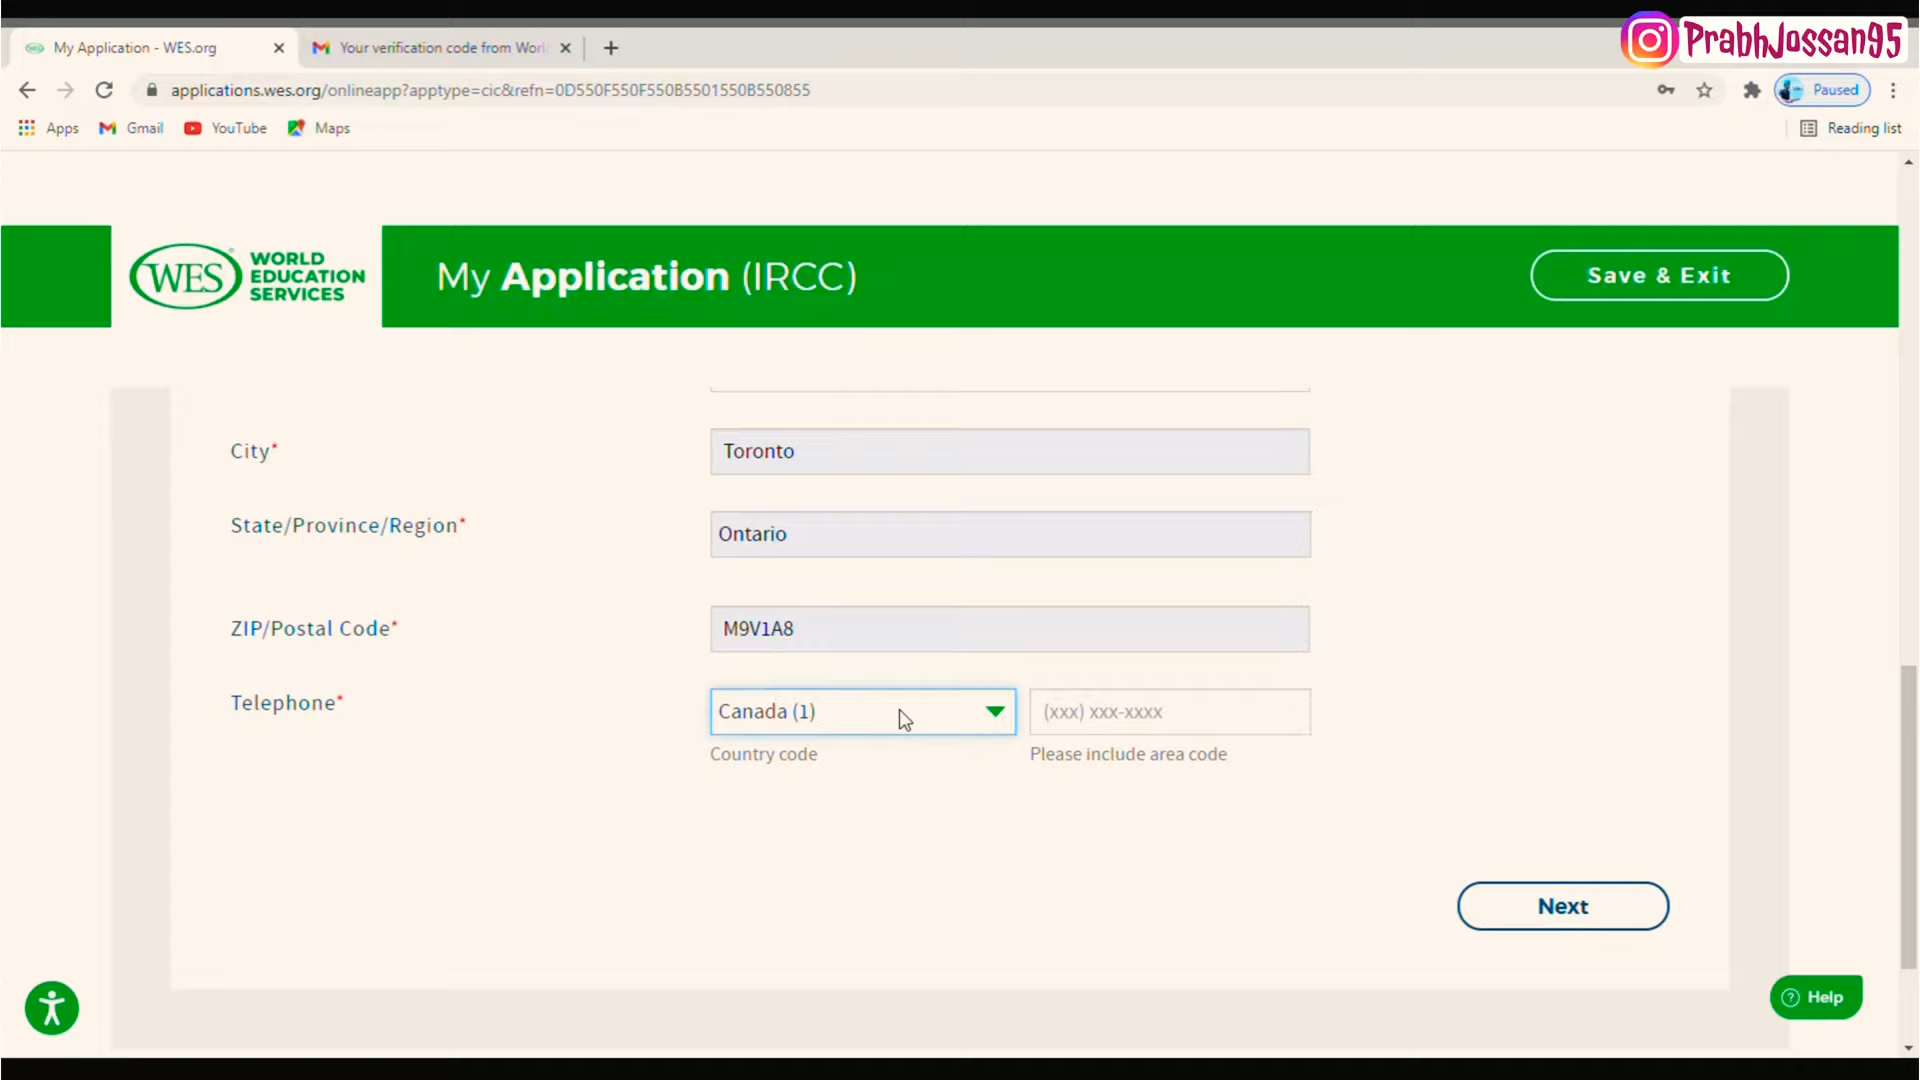 PrabhJossan95
My Application - WES.org
Your verification code from Worl
applications.wes.org/onlineapp?apptype=cic&refn=0D550F550F550B5501550B550855
Paused
Apps
Gmail
YouTube
Maps
Reading list
WES
WORLD
EDUCATION
SERVICES
My Application (IRCC)
Save & Exit
City*
Toronto
State/Province/Region*
Ontario
ZIP/Postal Code*
M9V1A8
Telephone*
Canada (1)
(xxx) xxx-xxxx
Country code
Please include area code
Next
? Help